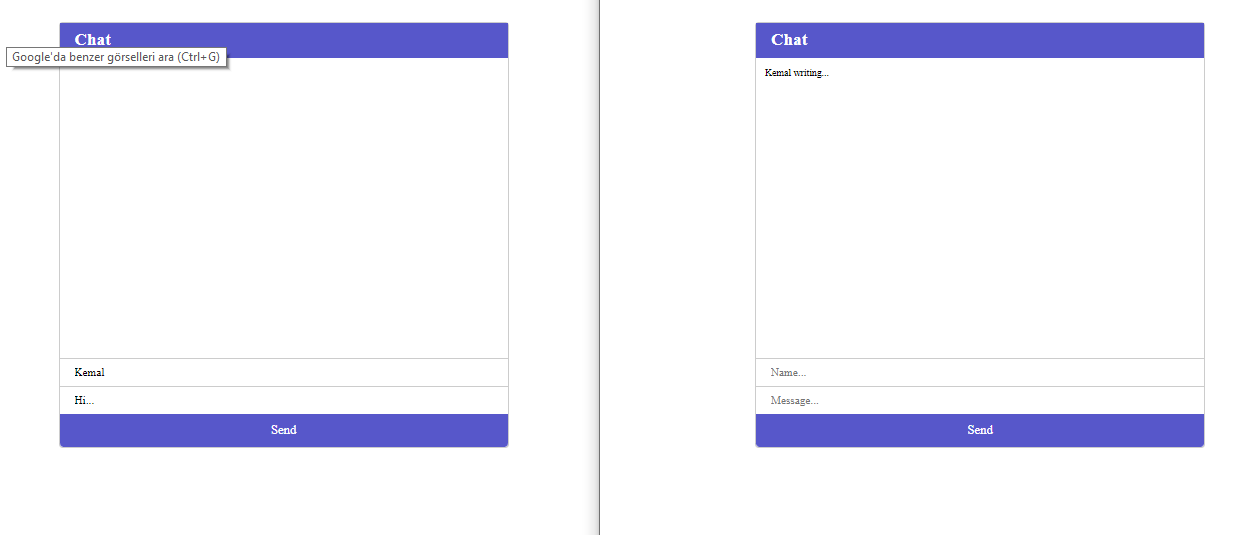 Chat
Google'da benzer görselleri ara (Ctrl+G)
Kemal
Hi...
Send
Chat
Kemal writing...
Name...
Message...
Send